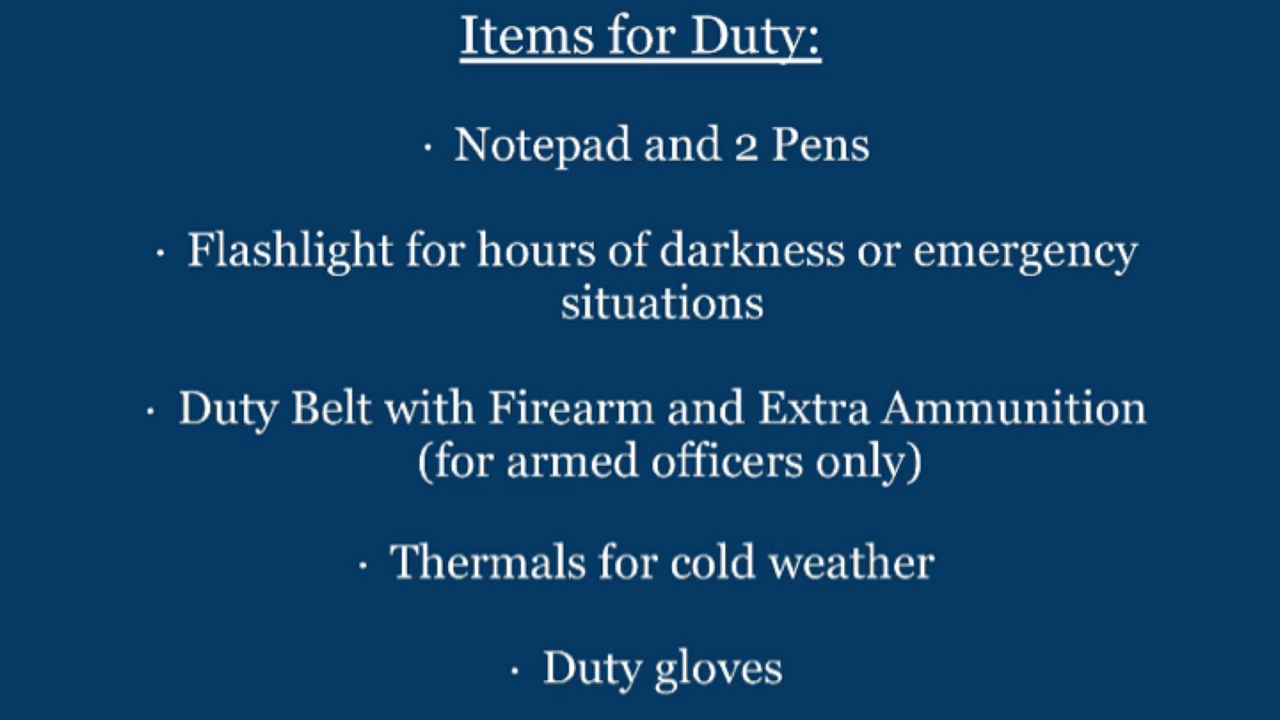 Items for Duty:
· Notepad and 2 Pens
· Flashlight for hours of darkness or emergency
situations
· Duty Belt with Firearm and Extra Ammunition
(for armed officers only)
· Thermals for cold weather
· Duty gloves